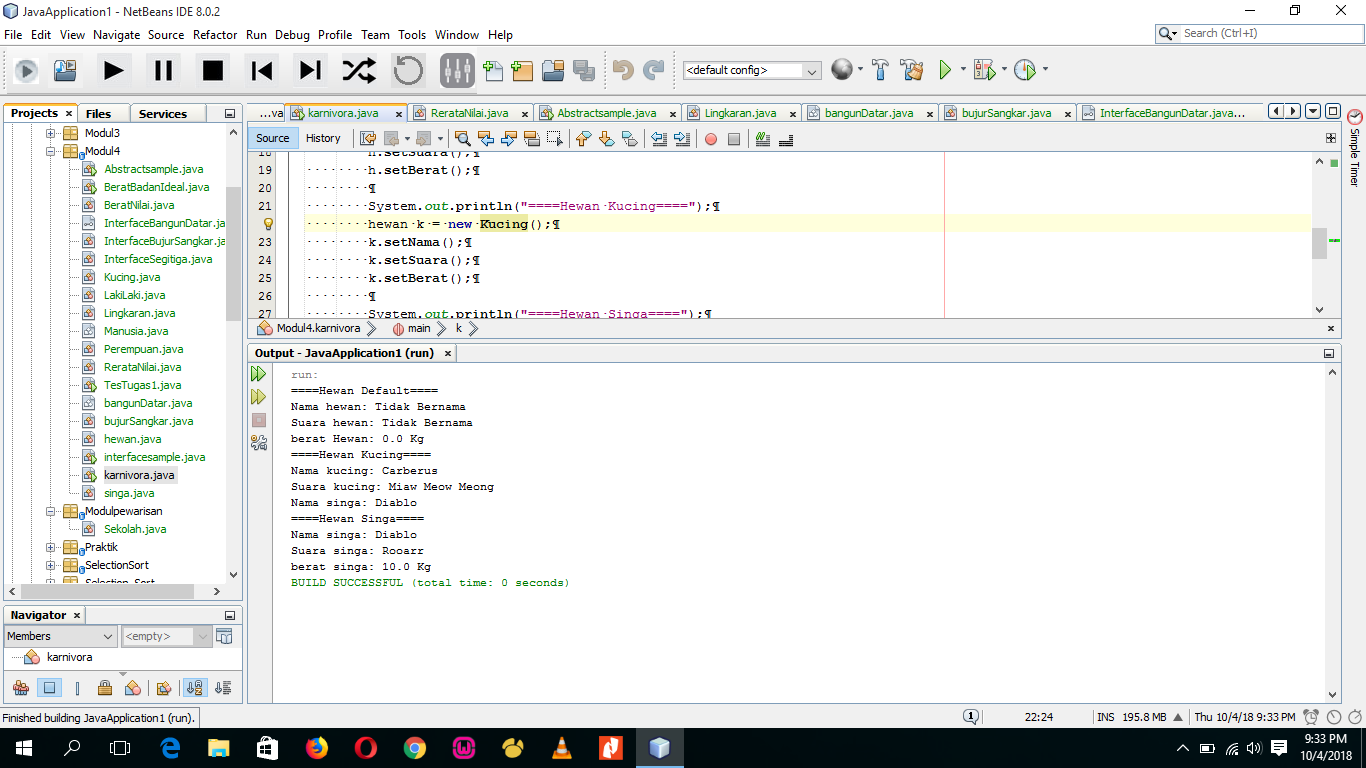 JavaApplication1 - NetBeans IDE 8.0.2
File Edit View Navigate Source Refactor Run Debug Profile Team Tools Window Help
Search (Ctrl+I)
<default config>
Projects × Files Services
Modul3
Modul4
Abstractsample.java
BeratBadanIdeal.java
BeratNilai.java
InterfaceBangunDatar.ja
InterfaceBujurSangkar.ja
InterfaceSegitiga.java
Kucing.java
LakiLaki.java
Lingkaran.java
Manusia.java
Perempuan.java
RerataNilai.java
TesTugas1.java
bangunDatar.java
bujurSangkar.java
hewan.java
interfacesample.java
karnivora.java
singa.java
Modulpewarisan
Sekolah.java
Praktik
SelectionSort
Selection_Sort
Navigator ×
Members <empty>
karnivora
...va karnivora.java × RerataNilai.java × Abstractsample.java × Lingkaran.java × bangunDatar.java × bujurSangkar.java × InterfaceBangunDatar.java...
Source History
18 h.setSuara();¶
19 h.setBerat();¶
20 ¶
21 System.out.println("====Hewan·Kucing====");¶
hewan·k·=·new·Kucing();¶
23 k.setNama();¶
24 k.setSuara();¶
25 k.setBerat();¶
26 ¶
27 System.out.println("====Hewan·Singa====");¶
Modul4.karnivora main k
Output - JavaApplication1 (run) ×
run:
====Hewan Default====
Nama hewan: Tidak Bernama
Suara hewan: Tidak Bernama
berat Hewan: 0.0 Kg
====Hewan Kucing====
Nama kucing: Carberus
Suara kucing: Miaw Meow Meong
Nama singa: Diablo
====Hewan Singa====
Nama singa: Diablo
Suara singa: Rooarr
berat singa: 10.0 Kg
BUILD SUCCESSFUL (total time: 0 seconds)
Simple Timer
Finished building JavaApplication1 (run).
1 22:24 INS 195.8 MB Thu 10/4/18 9:33 PM
9:33 PM
10/4/2018